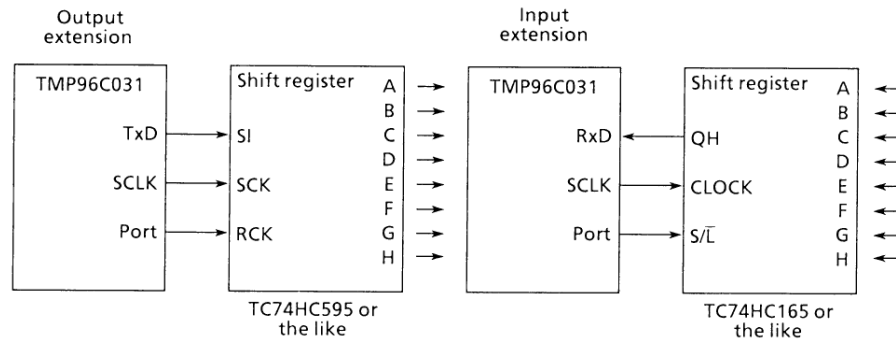 Output
extension
TMP96C031
TxD
SCLK
Port
Shift register
SI
SCK
RCK
A
B
C
D
E
F
G
H
TC74HC595 or
the like
Input
extension
TMP96C031
RxD
SCLK
Port
Shift register
QH
CLOCK
S/L̅
A
B
C
D
E
F
G
H
TC74HC165 or
the like